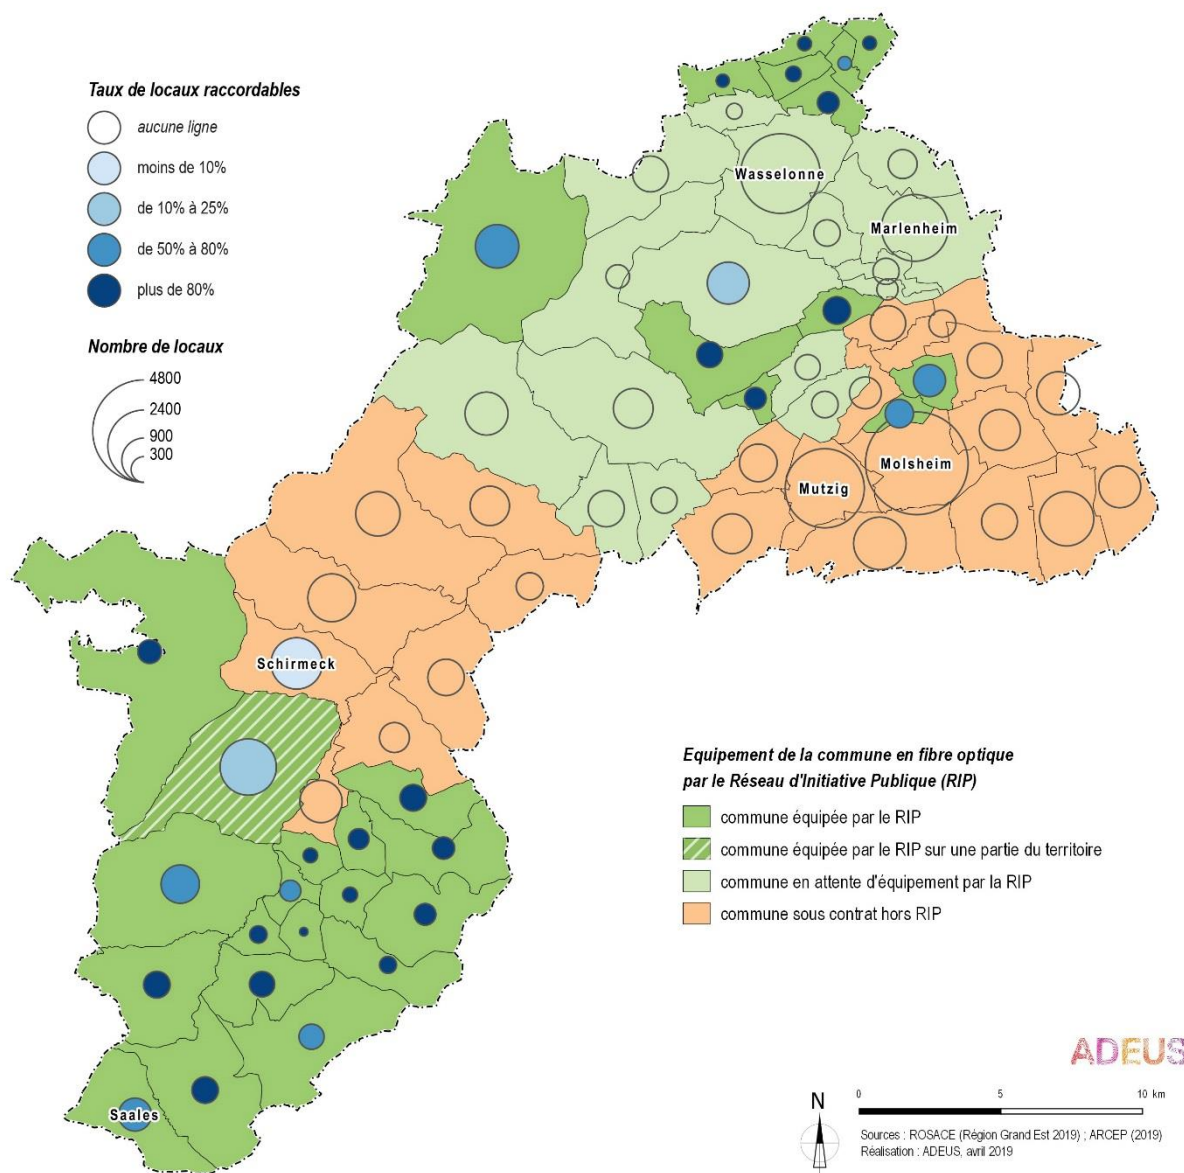 Taux de locaux raccordables
aucune ligne
moins de 10%
de 10% à 25%
de 50% à 80%
plus de 80%
Nombre de locaux
4800
2400
900
300
Wasselonne
Marlenheim
Molsheim
Mutzig
Schirmeck
Saales
Equipement de la commune en fibre optique
par le Réseau d'Initiative Publique (RIP)
commune équipée par le RIP
commune équipée par le RIP sur une partie du territoire
commune en attente d'équipement par la RIP
commune sous contrat hors RIP
ADEUS
N
0 5 10 km
Sources : ROSACE (Région Grand Est 2019) ; ARCEP (2019)
Réalisation : ADEUS, avril 2019